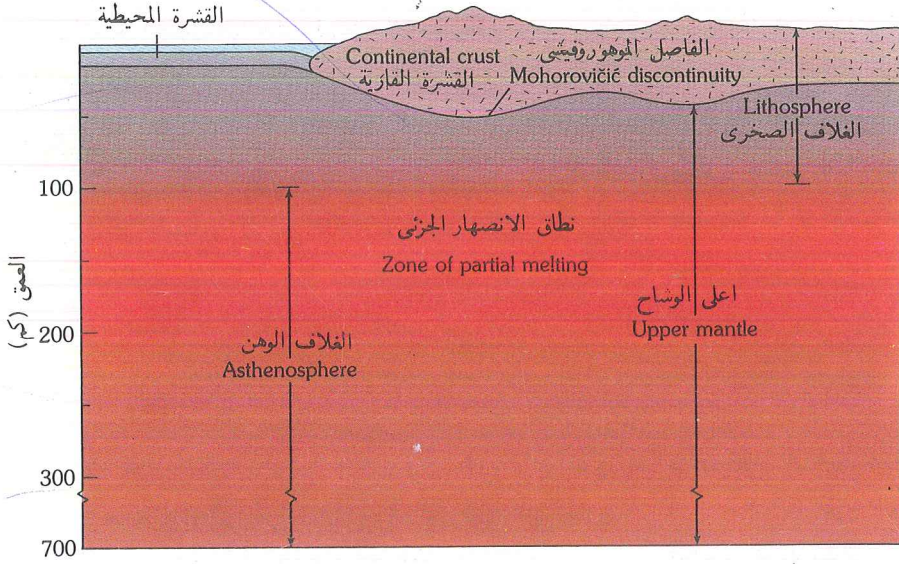 القشرة المحيطية
Continental crust
القشرة القارية
الفاصل الموهوروفيتشى
Mohorovičić discontinuity
Lithosphere
الغلاف الصخرى
100
نطاق الانصهار الجزئى
Zone of partial melting
العمق (كم)
200
اعلى الوشاح
Upper mantle
الغلاف الوهن
Asthenosphere
300
700